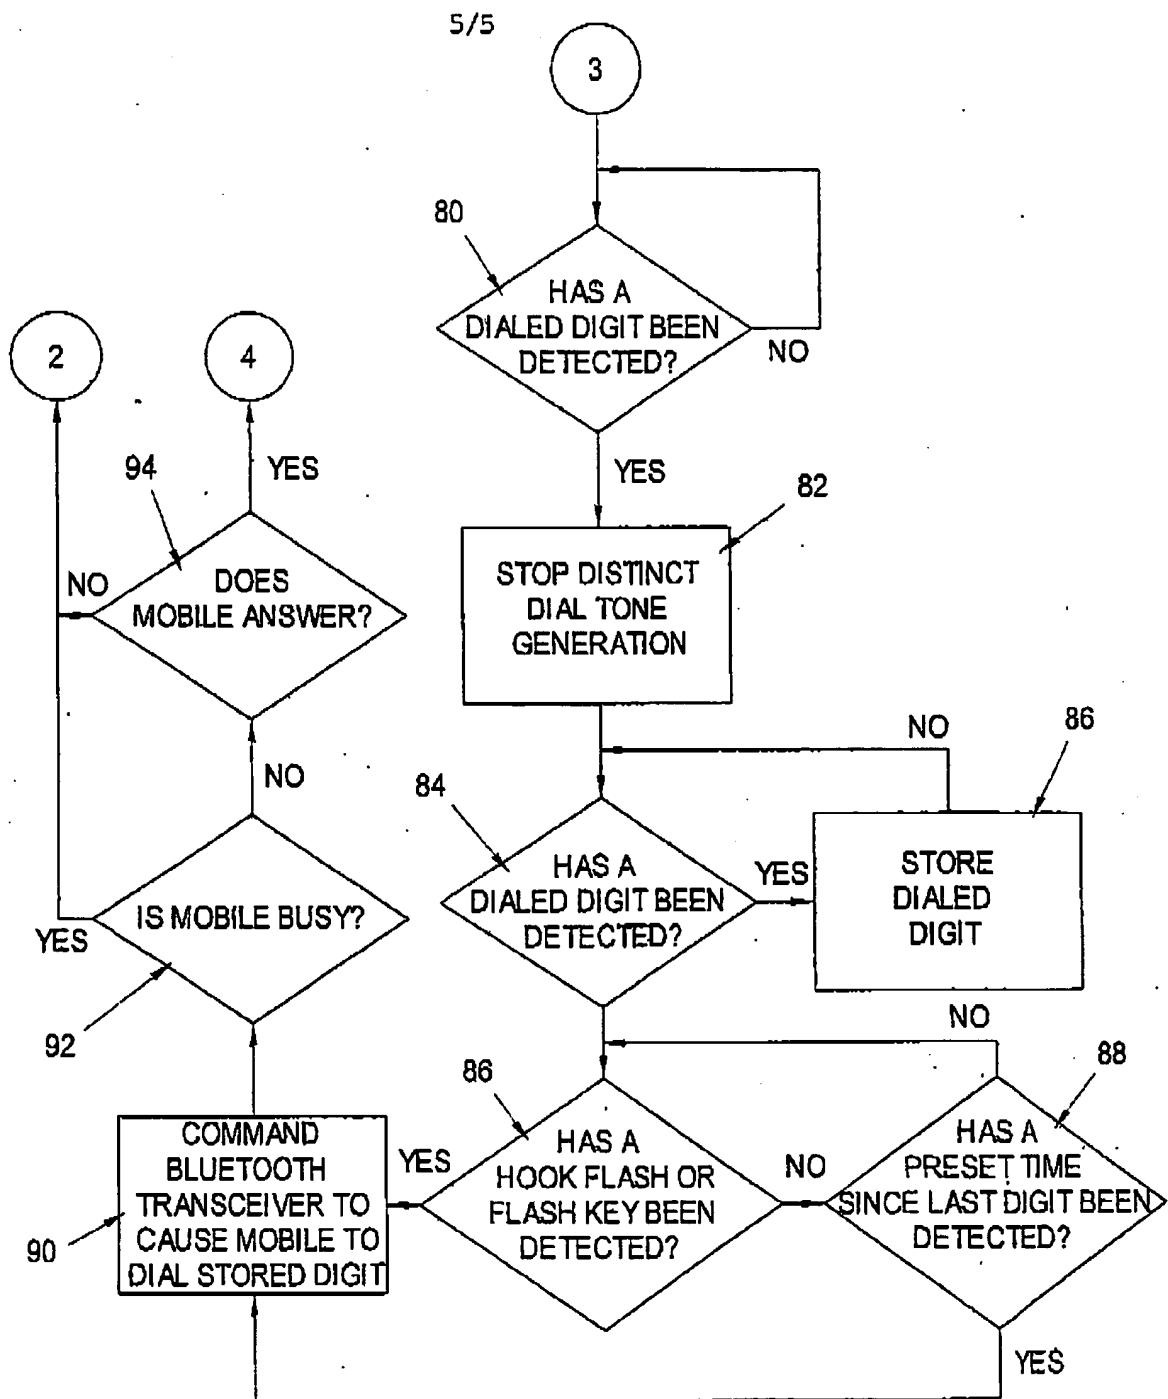 5/5
3
80
HAS A
DIALED DIGIT BEEN
DETECTED?
NO
YES
82
STOP DISTINCT
DIAL TONE
GENERATION
2
4
94
YES
NO
DOES
MOBILE ANSWER?
NO
IS MOBILE BUSY?
YES
92
84
HAS A
DIALED DIGIT BEEN
DETECTED?
YES
NO
86
STORE
DIALED
DIGIT
NO
86
HAS A
HOOK FLASH OR
FLASH KEY BEEN
DETECTED?
YES
NO
88
HAS A
PRESET TIME
SINCE LAST DIGIT BEEN
DETECTED?
YES
COMMAND
BLUETOOTH
TRANSCEIVER TO
CAUSE MOBILE TO
DIAL STORED DIGIT
90